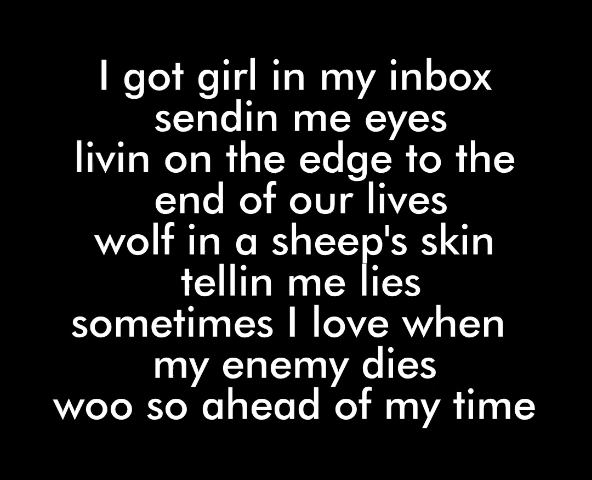 I got girl in my inbox
sendin me eyes
livin on the edge to the
end of our lives
wolf in a sheep's skin
tellin me lies
sometimes I love when
my enemy dies
woo so ahead of my time